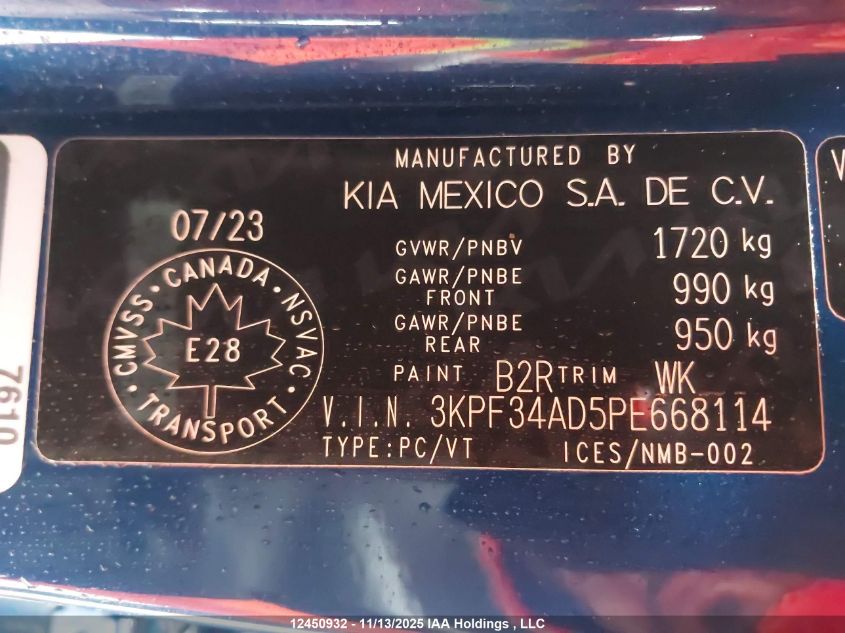 MANUFACTURED BY
KIA MEXICO S.A. DE C.V.
07/23
GVWR/PNBV 1720 kg
GAWR/PNBE FRONT 990 kg
GAWR/PNBE REAR 950 kg
PAINT B2R TRIM WK
V.I.N. 3KPF34AD5PE668114
TYPE:PC/VT ICES/NMB-002
CANADA · NSVAC · TRANSPORT · CMVSS ·
E28
7610
V
12450932 - 11/13/2025 IAA Holdings , LLC